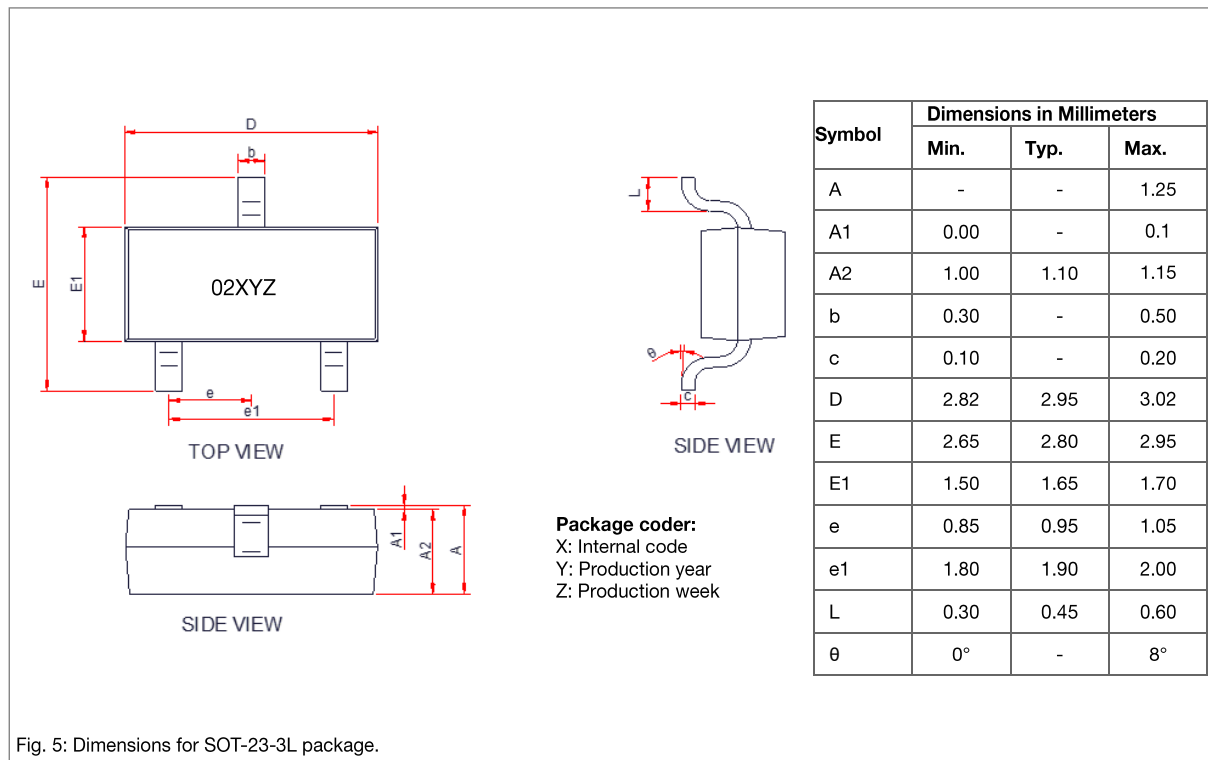 D
b
E
E1
02XYZ
e
e1
TOP VIEW
L
θ
c
SIDE VIEW
A1
A2
A
SIDE VIEW
Package coder:
X: Internal code
Y: Production year
Z: Production week
Symbol Dimensions in Millimeters
Min. Typ. Max.
A - - 1.25
A1 0.00 - 0.1
A2 1.00 1.10 1.15
b 0.30 - 0.50
c 0.10 - 0.20
D 2.82 2.95 3.02
E 2.65 2.80 2.95
E1 1.50 1.65 1.70
e 0.85 0.95 1.05
e1 1.80 1.90 2.00
L 0.30 0.45 0.60
θ 0° - 8°
Fig. 5: Dimensions for SOT-23-3L package.